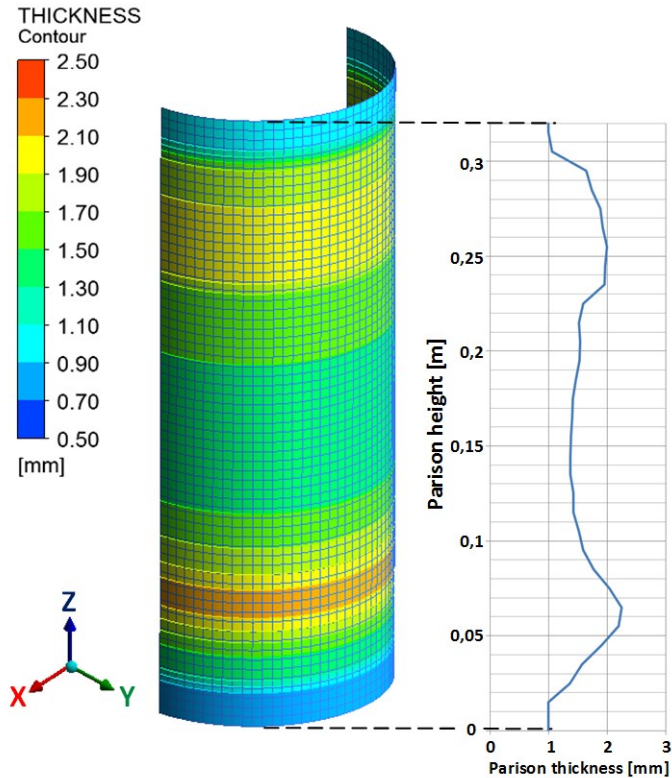 THICKNESS
Contour
2.50
2.30
2.10
1.90
1.70
1.50
1.30
1.10
0.90
0.70
0.50
[mm]
Z
X
Y
Parison height [m]
0,3
0,25
0,2
0,15
0,1
0,05
0
0 1 2 3
Parison thickness [mm]